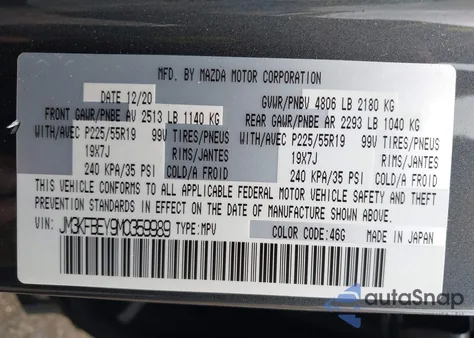 MFD. BY MAZDA MOTOR CORPORATION
DATE 12/20 GVWR/PNBV 4806 LB 2180 KG
FRONT GAWR/PNBE AV 2513 LB 1140 KG REAR GAWR/PNBE AR 2293 LB 1040 KG
WITH/AVEC P225/55R19 99V TIRES/PNEUS WITH/AVEC P225/55R19 99V TIRES/PNEUS
19X7J RIMS/JANTES 19X7J RIMS/JANTES
240 KPA/35 PSI COLD/A FROID 240 KPA/35 PSI COLD/A FROID
THIS VEHICLE CONFORMS TO ALL APPLICABLE FEDERAL MOTOR VEHICLE SAFETY AND THEFT
PREVENTION STANDARDS IN EFFECT ON THE DATE OF MANUFACTURE SHOWN ABOVE.
VIN: JM3KFBEY9M0359989 TYPE: MPV COLOR CODE: 46G MADE IN JAPAN
autoSnap